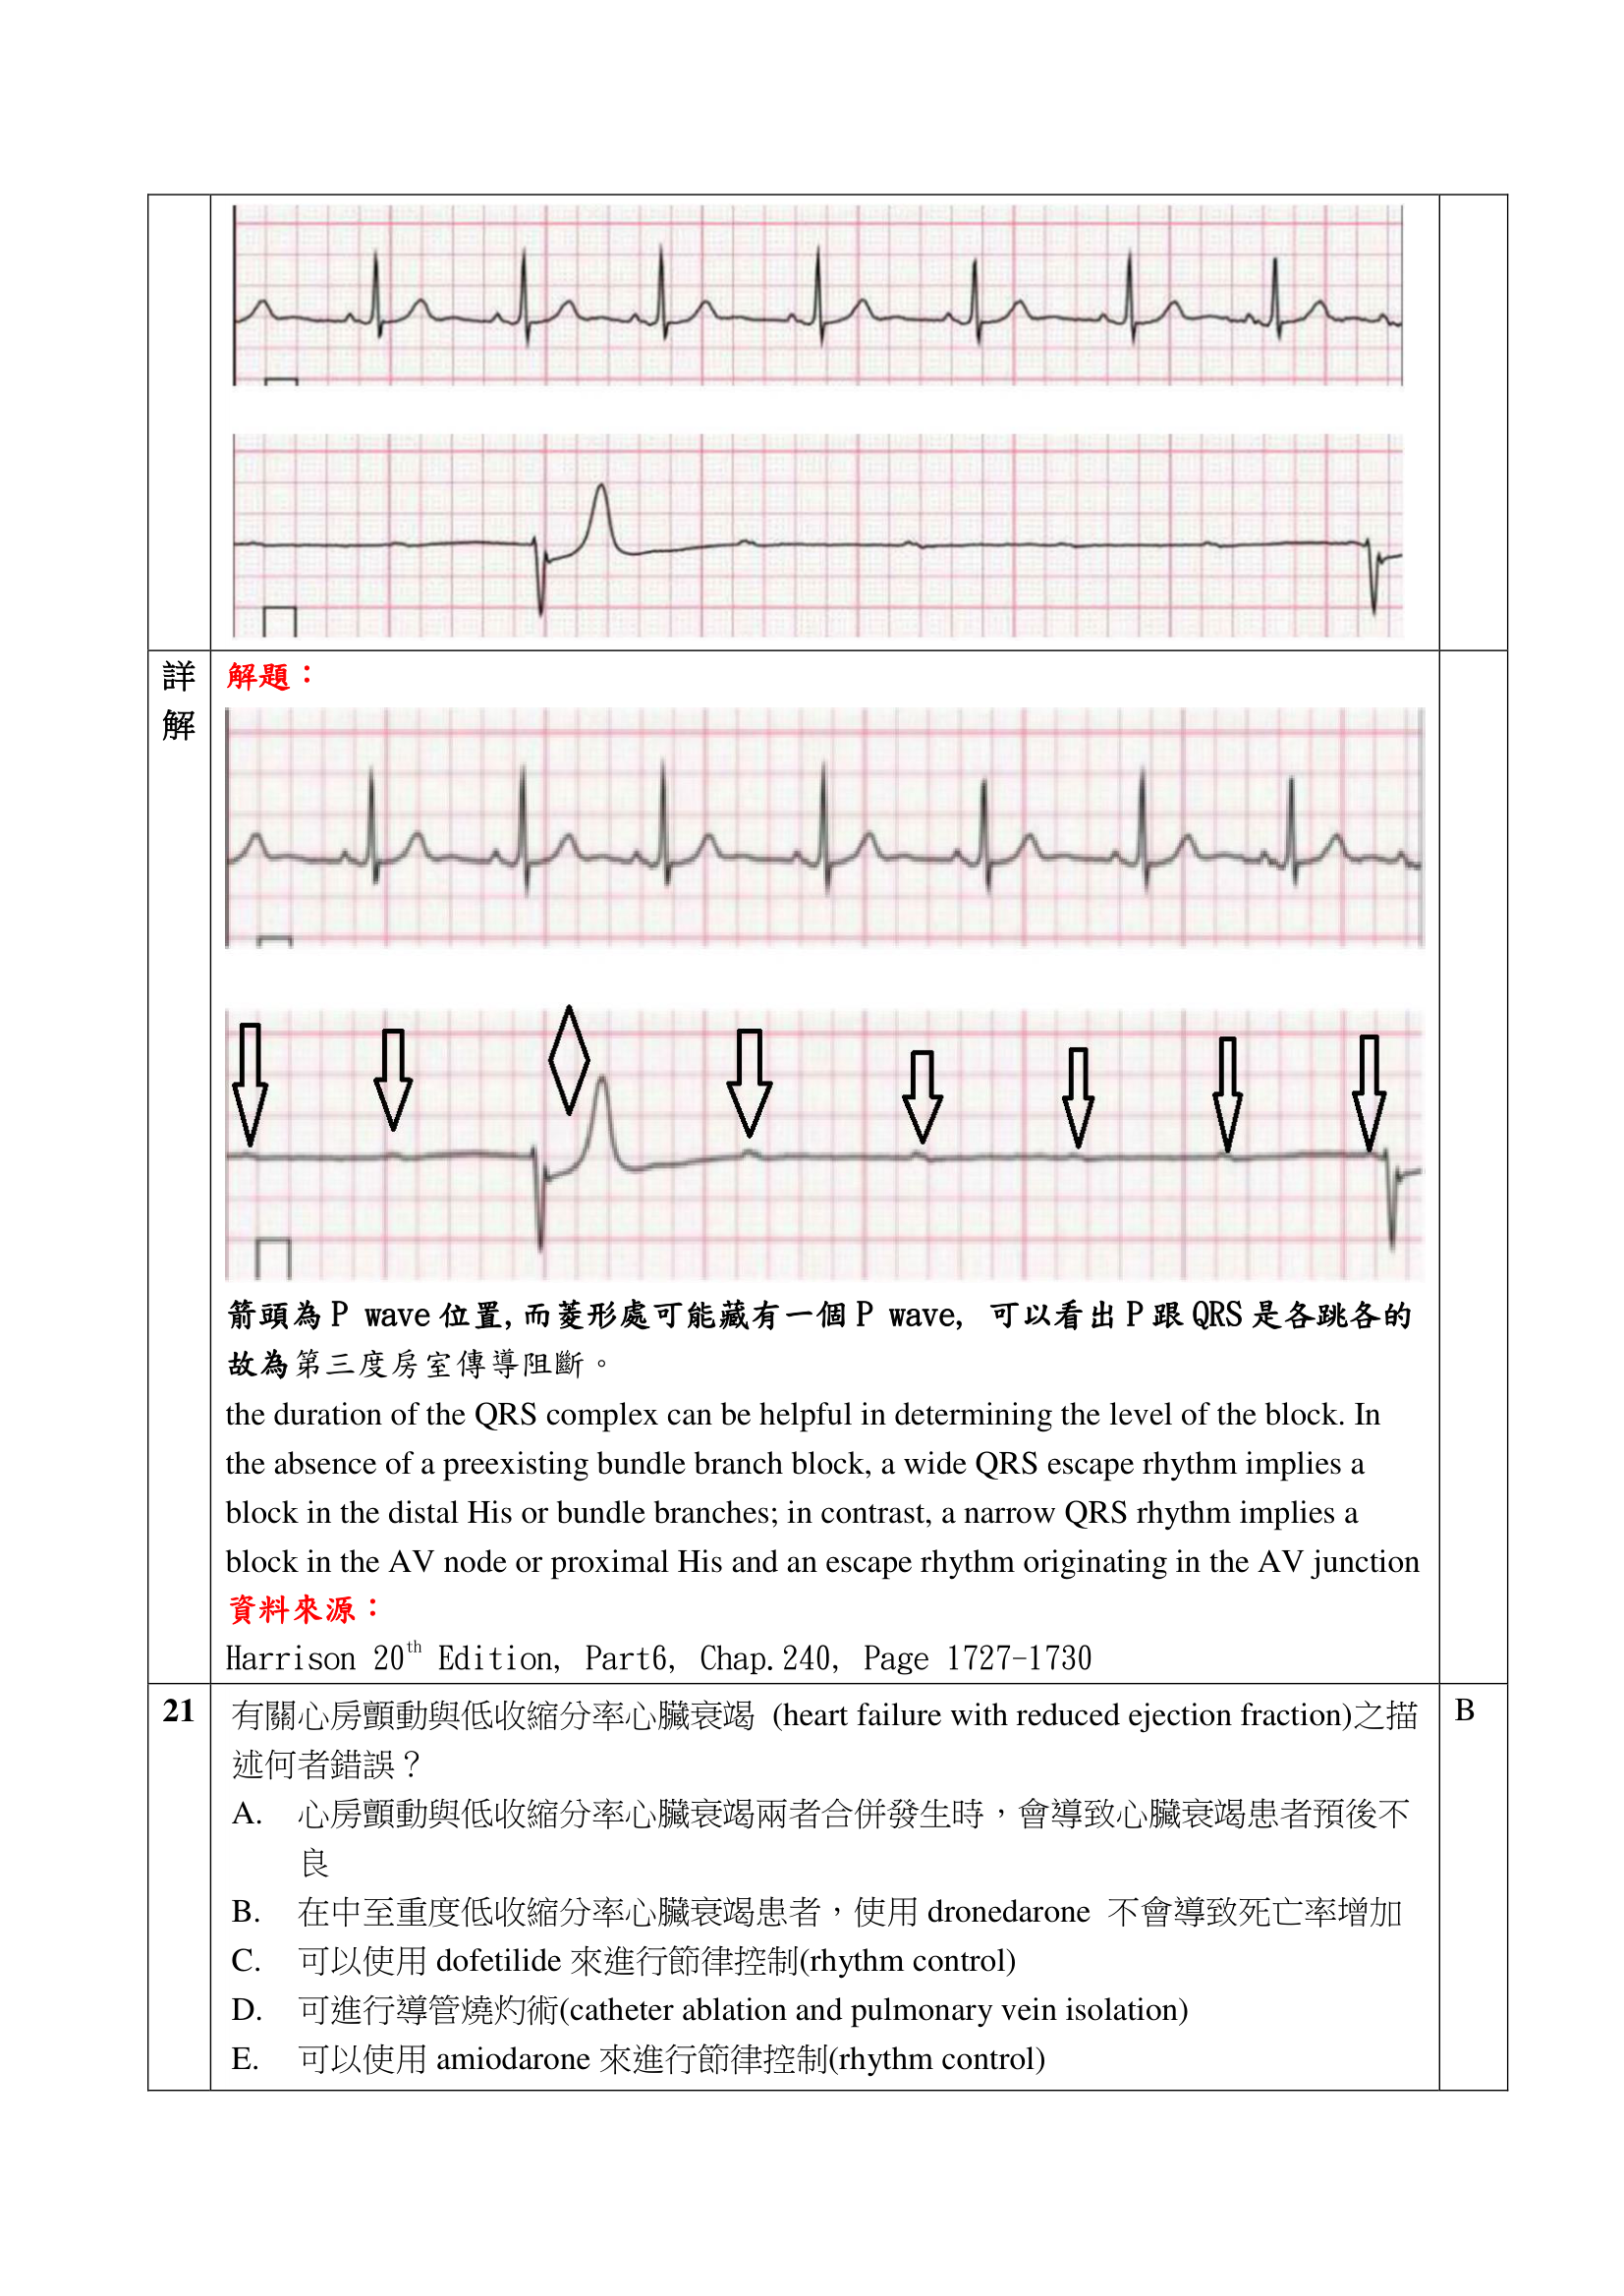 詳
解
解題：
箭頭為 P wave 位置,而菱形處可能藏有一個 P wave, 可以看出 P 跟 QRS 是各跳各的
故為第三度房室傳導阻斷。
the duration of the QRS complex can be helpful in determining the level of the block. In
the absence of a preexisting bundle branch block, a wide QRS escape rhythm implies a
block in the distal His or bundle branches; in contrast, a narrow QRS rhythm implies a
block in the AV node or proximal His and an escape rhythm originating in the AV junction
資料來源：
Harrison 20th Edition, Part6, Chap.240, Page 1727-1730
21 有關心房顫動與低收縮分率心臟衰竭 (heart failure with reduced ejection fraction)之描 B
述何者錯誤？
A. 心房顫動與低收縮分率心臟衰竭兩者合併發生時，會導致心臟衰竭患者預後不
良
B. 在中至重度低收縮分率心臟衰竭患者，使用 dronedarone 不會導致死亡率增加
C. 可以使用 dofetilide 來進行節律控制(rhythm control)
D. 可進行導管燒灼術(catheter ablation and pulmonary vein isolation)
E. 可以使用 amiodarone 來進行節律控制(rhythm control)